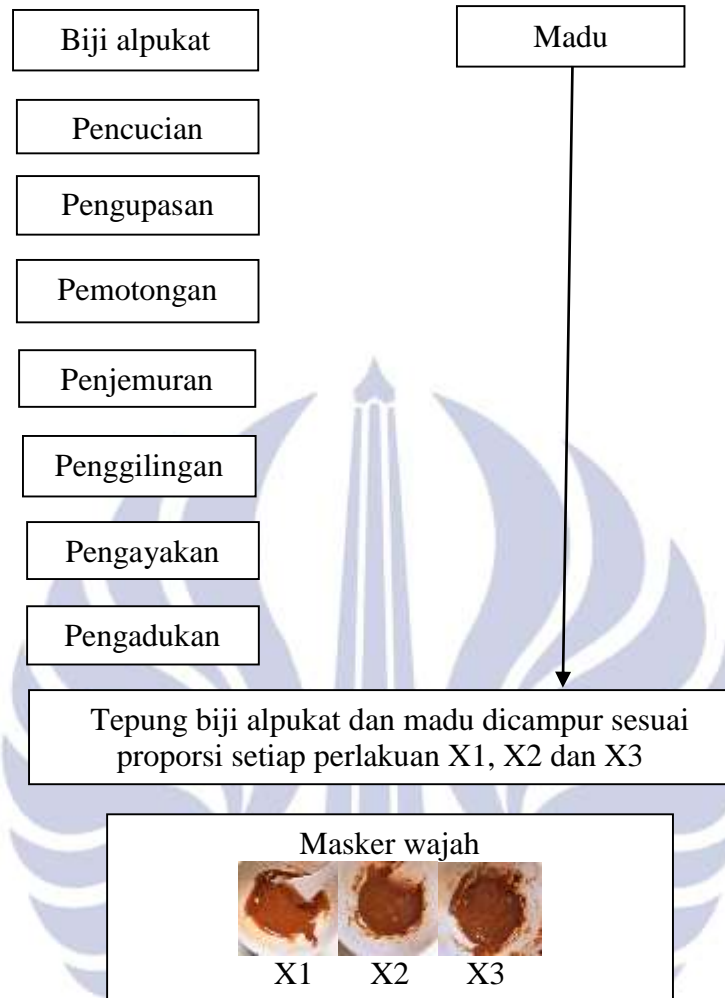 Biji alpukat
Madu
Pencucian
Pengupasan
Pemotongan
Penjemuran
Penggilingan
Pengayakan
Pengadukan
Tepung biji alpukat dan madu dicampur sesuai
proporsi setiap perlakuan X1, X2 dan X3
Masker wajah
X1 X2 X3